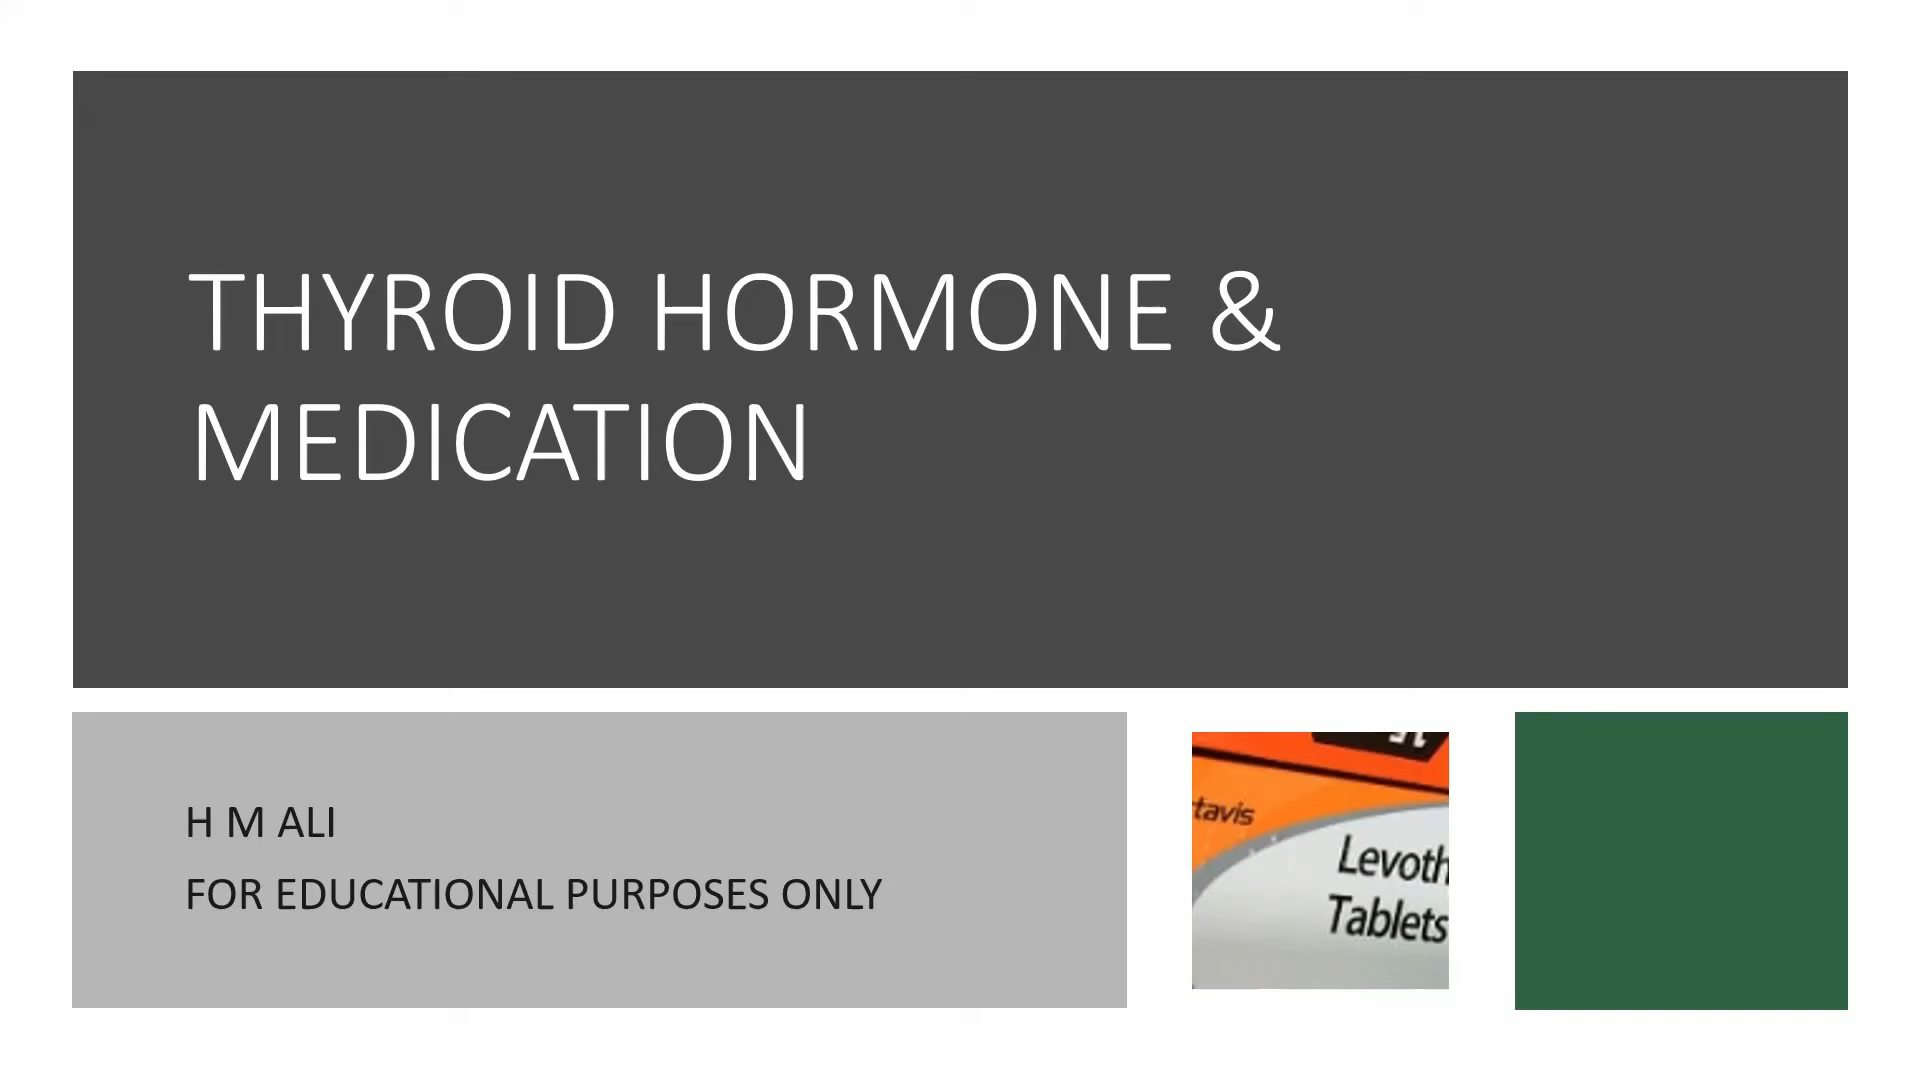 THYROID HORMONE &
MEDICATION
H M ALI
FOR EDUCATIONAL PURPOSES ONLY
tavis
Levoth
Tablets